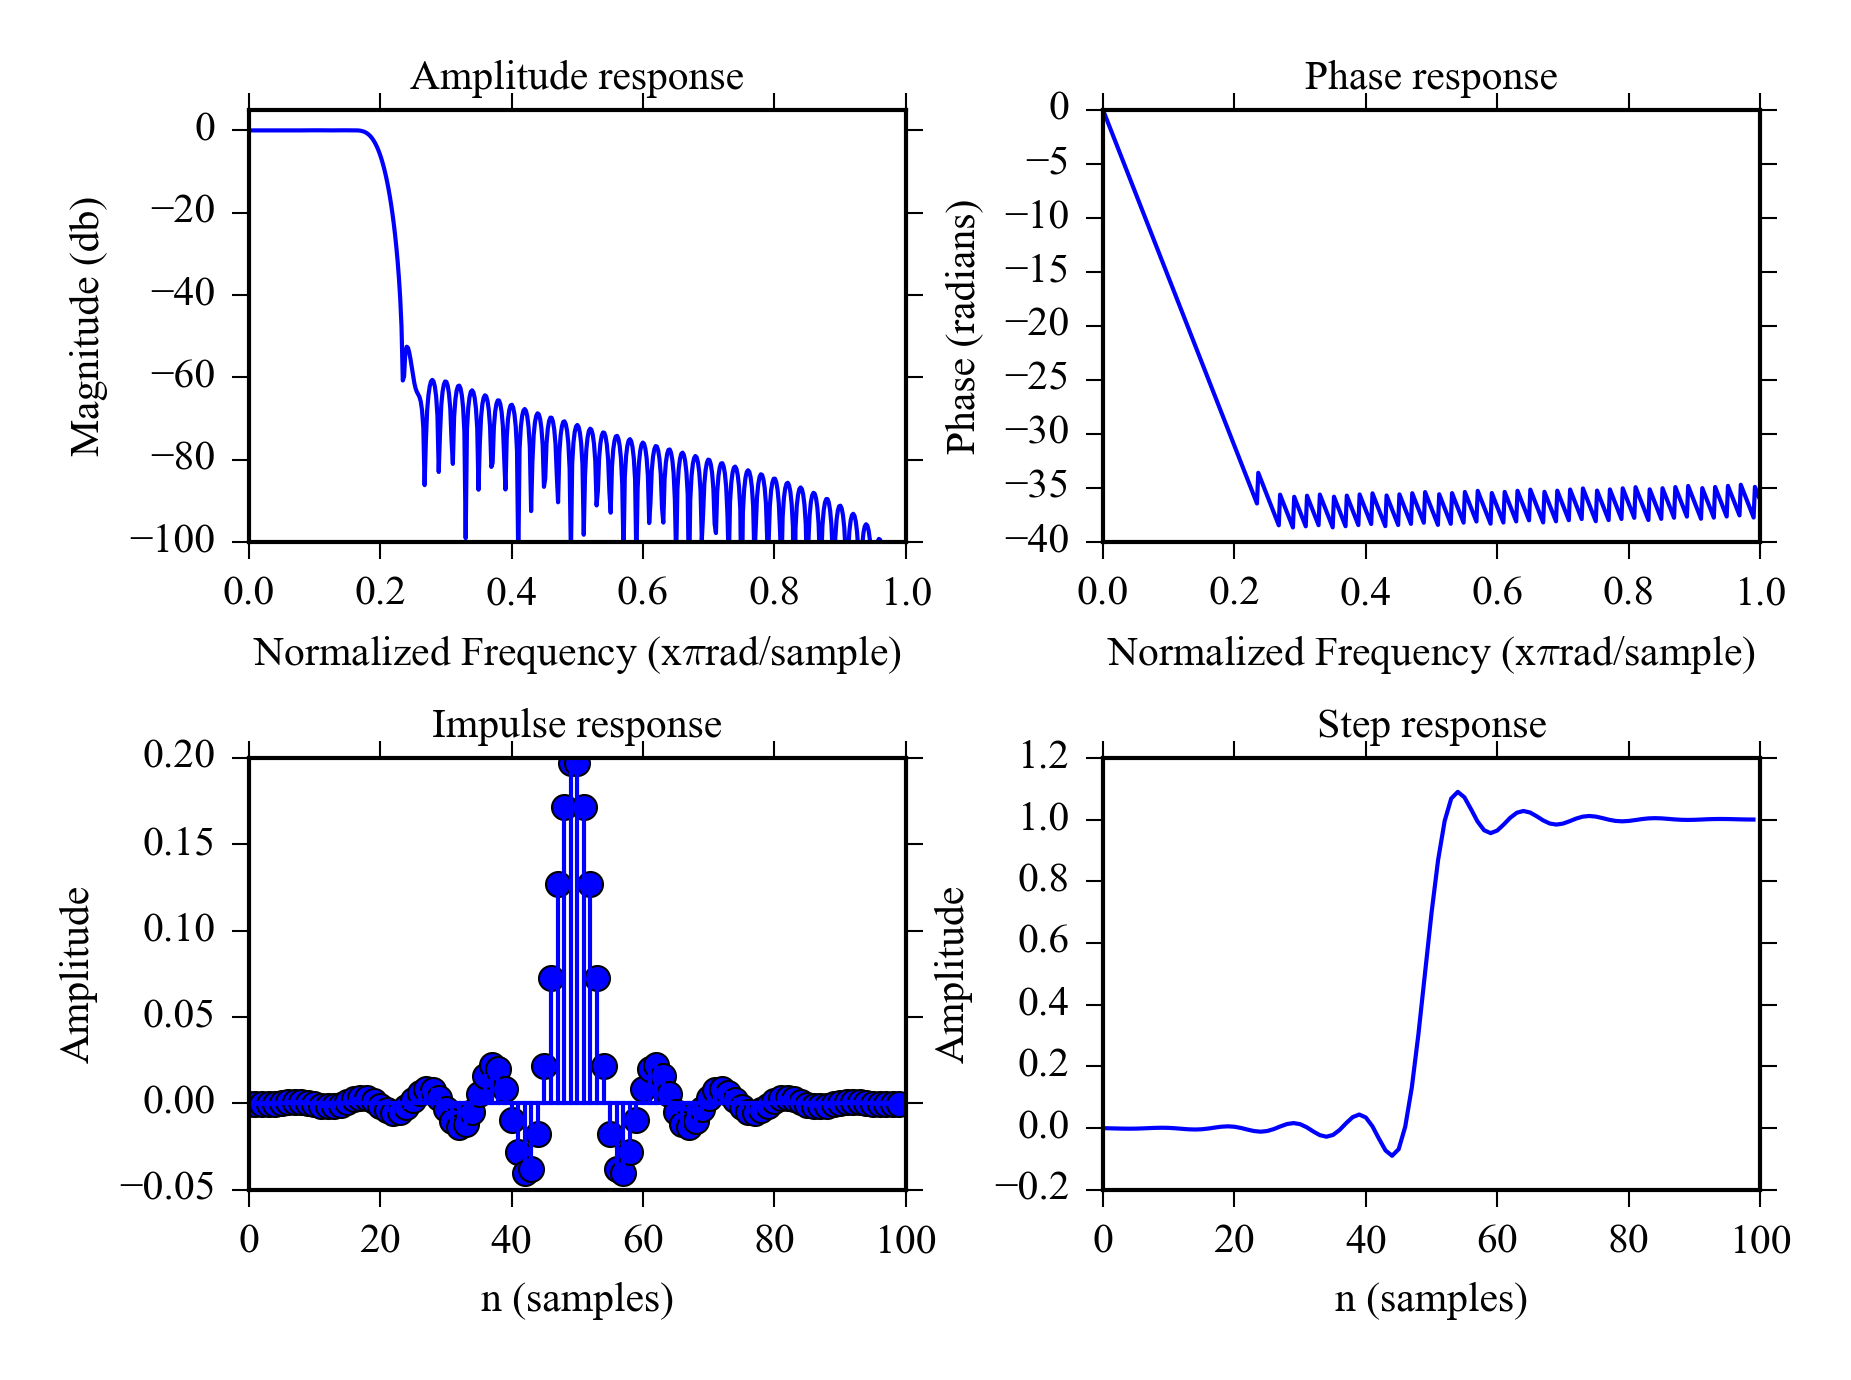 Amplitude response
0
−20
−40
−60
−80
−100
Magnitude (db)
0.0 0.2 0.4 0.6 0.8 1.0
Normalized Frequency (xπrad/sample)
Phase response
0
−5
−10
−15
−20
−25
−30
−35
−40
Phase (radians)
0.0 0.2 0.4 0.6 0.8 1.0
Normalized Frequency (xπrad/sample)
Impulse response
0.20
0.15
0.10
0.05
0.00
−0.05
Amplitude
0 20 40 60 80 100
n (samples)
Step response
1.2
1.0
0.8
0.6
0.4
0.2
0.0
−0.2
Amplitude
0 20 40 60 80 100
n (samples)